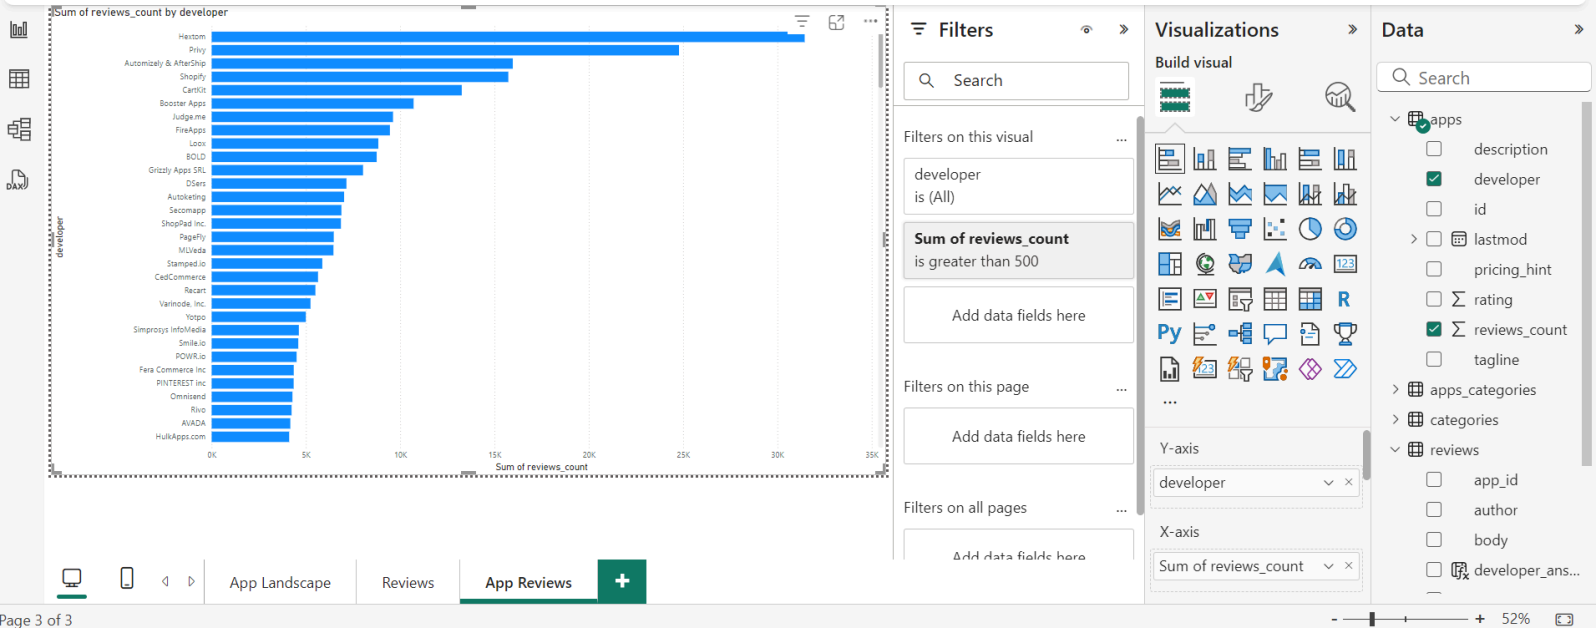 Sum of reviews_count by developer
Hextom
Privy
Automizely & AfterShip
Shopify
CartKit
Booster Apps
Judge.me
FireApps
Loox
BOLD
Grizzly Apps SRL
DSers
Autoketing
Secomapp
ShopPad Inc.
PageFly
MLVeda
Stamped.io
CedCommerce
Recart
Varinode, Inc.
Yotpo
Simprosys InfoMedia
Smile.io
POWR.io
Fera Commerce Inc
PINTEREST inc
Omnisend
Rivo
AVADA
HulkApps.com
developer
0K 5K 10K 15K 20K 25K 30K 35K
Sum of reviews_count
DAX
App Landscape
Reviews
App Reviews
+
Page 3 of 3
Filters
Search
Filters on this visual
...
developer
is (All)
Sum of reviews_count
is greater than 500
Add data fields here
Filters on this page
...
Add data fields here
Filters on all pages
...
Add data fields here
Visualizations
Build visual
123
R
Py
123
...
Y-axis
developer
X-axis
Sum of reviews_count
Data
Search
apps
description
developer
id
lastmod
pricing_hint
rating
reviews_count
tagline
apps_categories
categories
reviews
app_id
author
body
developer_ans...
- + 52%